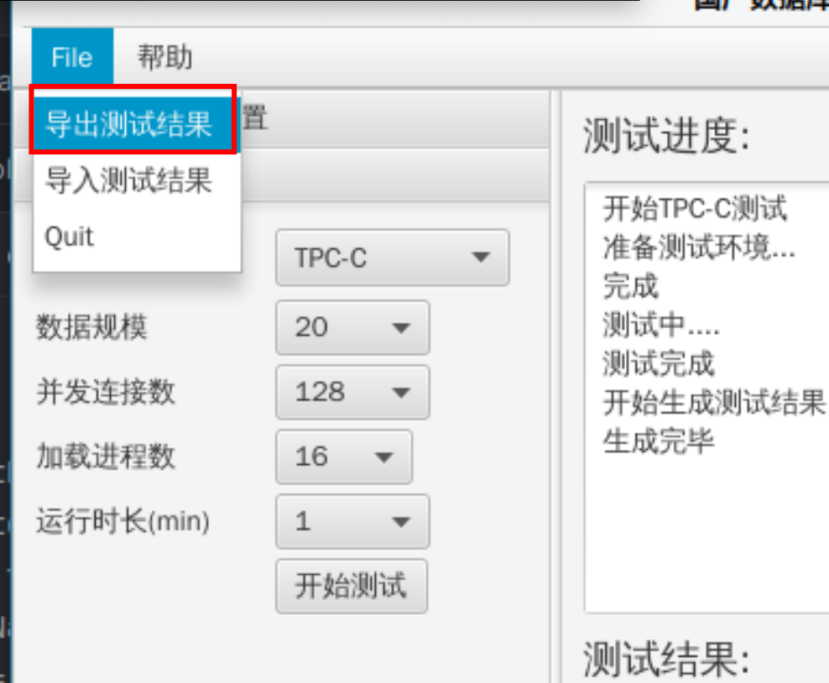 File 帮助
导出测试结果
置
导入测试结果
Quit
TPC-C
数据规模 20
并发连接数 128
加载进程数 16
运行时长(min) 1
开始测试
测试进度:
开始TPC-C测试
准备测试环境...
完成
测试中....
测试完成
开始生成测试结果
生成完毕
测试结果: